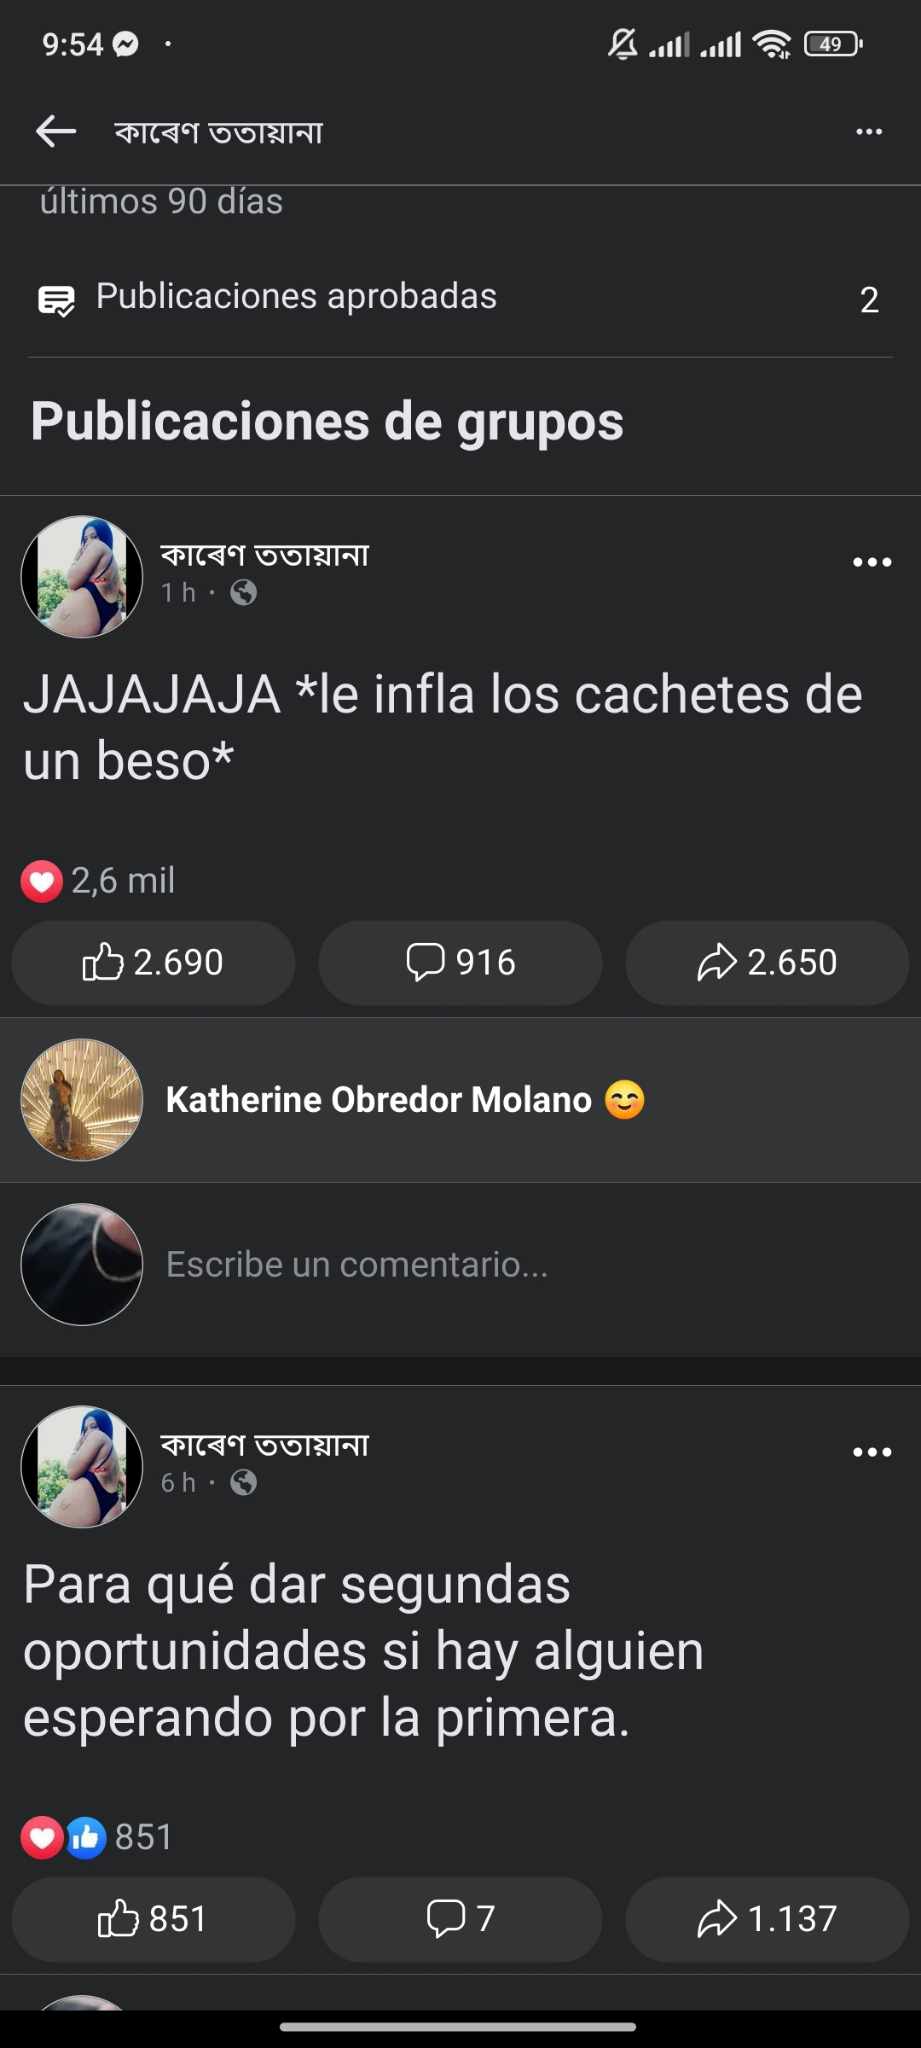 9:54
49
কাৰেণ ততায়ানা
últimos 90 días
Publicaciones aprobadas 2
Publicaciones de grupos
কাৰেণ ততায়ানা
1 h ·
JAJAJAJA *le infla los cachetes de
un beso*
2,6 mil
2.690 916 2.650
Katherine Obredor Molano 😊
Escribe un comentario...
কাৰেণ ততায়ানা
6 h ·
Para qué dar segundas
oportunidades si hay alguien
esperando por la primera.
851
851 7 1.137